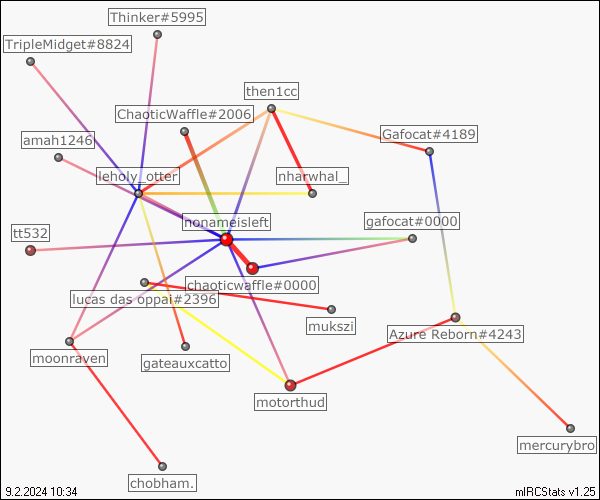 Thinker#5995
TripleMidget#8824
then1cc
ChaoticWaffle#2006
Gafocat#4189
amah1246
leholy_otter
nharwhal_
nonameisleft
gafocat#0000
tt532
chaoticwaffle#0000
lucas das oppai#2396
mukszi
Azure Reborn#4243
moonraven
gateauxcatto
motorthud
mercurybro
chobham.
9.2.2024 10:34
mIRCStats v1.25